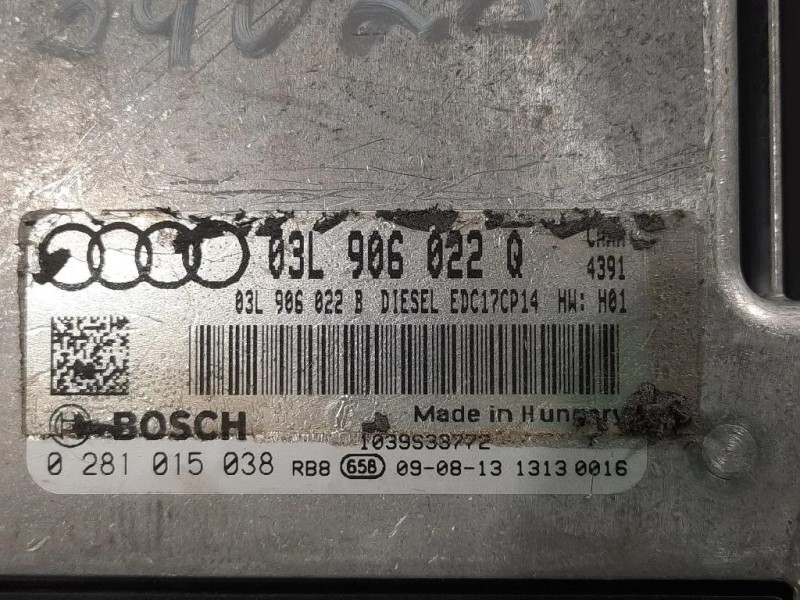 03L 906 022 Q
4391
03L 906 022 B DIESEL EDC17CP14 HW: H01
BOSCH
Made in Hungary
1039S38772
0 281 015 038 RB8 658 09-08-13 1313 0016